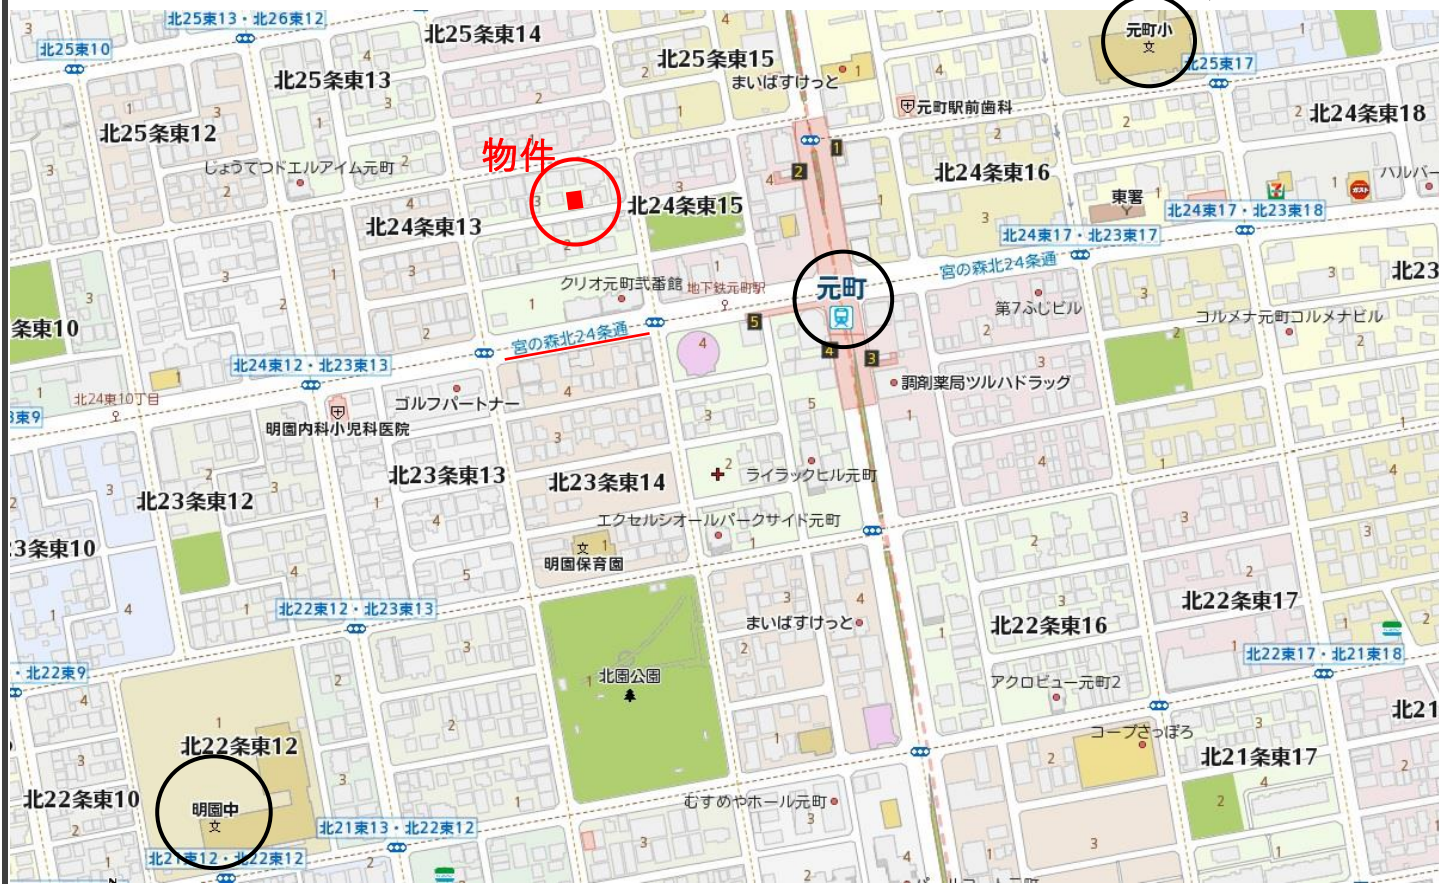 北25東13・北26東12
北25条東14
元町小
文
北25東10
北25条東15
北25東17
北25条東13
まいばすけっと
元町駅前歯科
北24条東18
北25条東12
物件
じょうてつドエルアイム元町
北24条東16
東署
ハルバー
北24条東15
北24東17・北23東18
北24条東13
北24東17・北23東17
宮の森北24条通
北23
クリオ元町弐番館
地下鉄元町駅
元町
第7ふじビル
コルメナ元町コルメナビル
条東10
宮の森北24条通
北24東12・北23東13
調剤薬局ツルハドラッグ
北24東10丁目
ゴルフパートナー
3東9
明園内科小児科医院
北23条東13
北23条東14
ライラックヒル元町
北23条東12
エクセルシオールパークサイド元町
3条東10
文
明園保育園
北22東12・北23東13
北22条東17
まいばすけっと
北22条東16
・北22東9
北22東17・北21東18
北園公園
アクロビュー元町2
北21
北22条東12
コープさっぽろ
北21条東17
北22条東10
明園中
文
むすめやホール元町
北21東13・北22東12
北21東12・北22東12